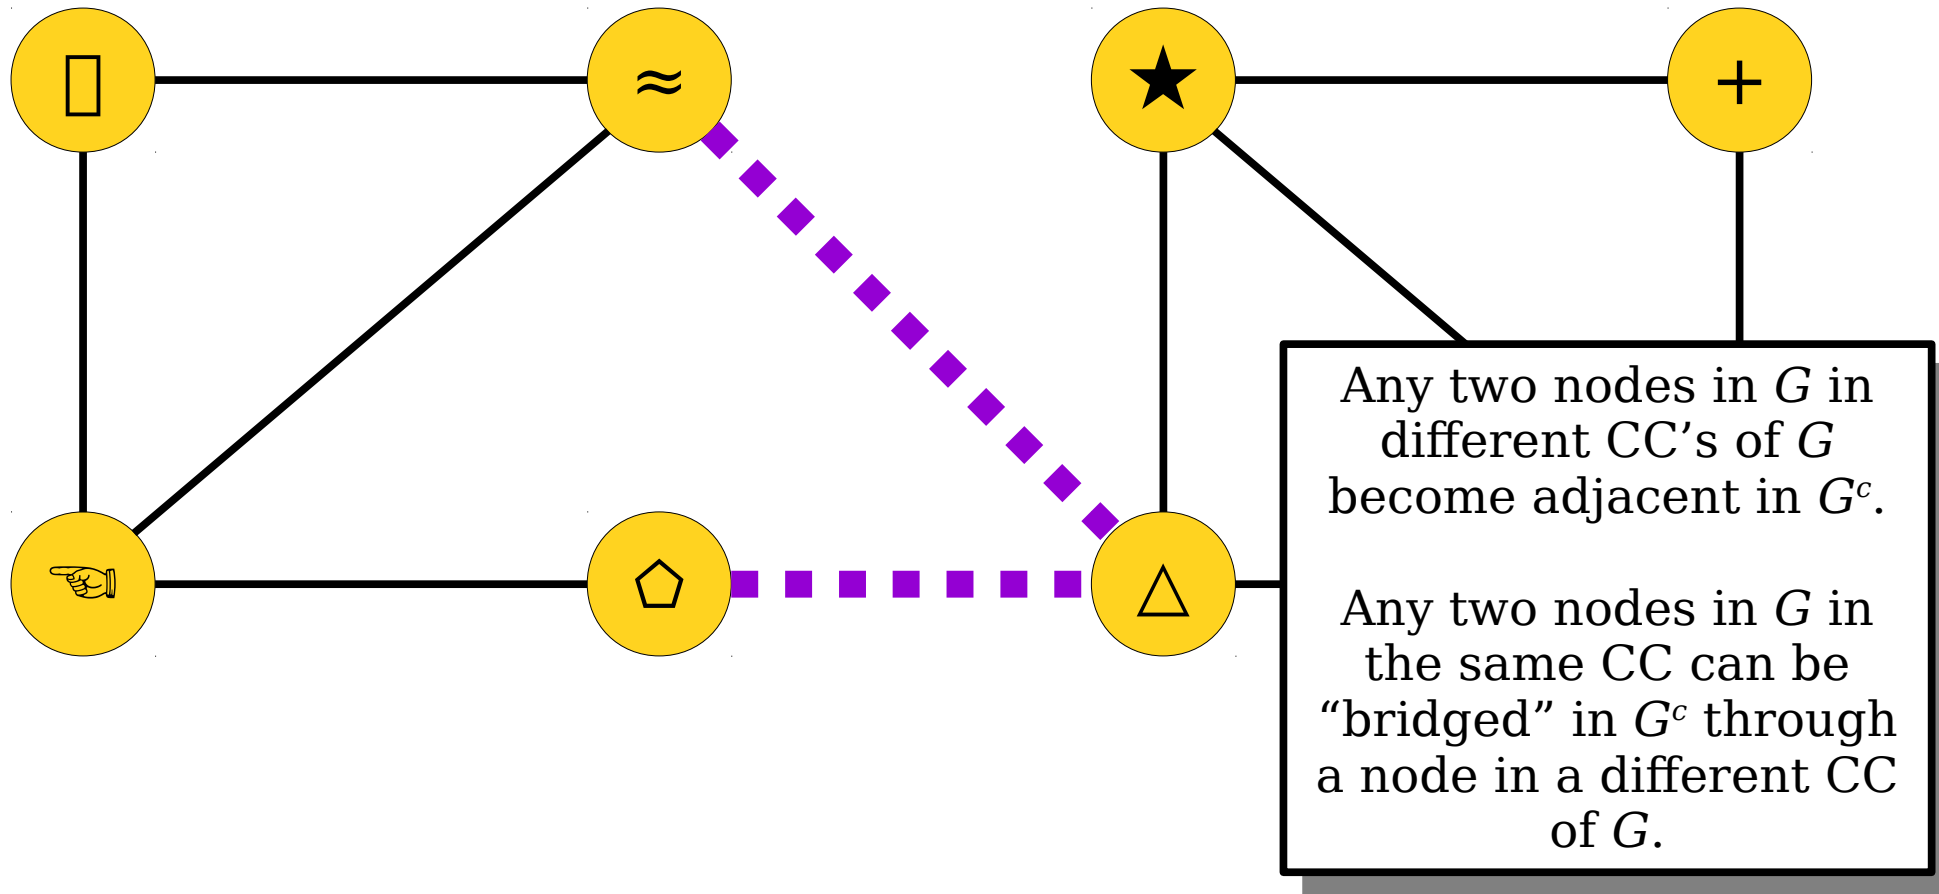 ▯ ≈ ★ +
☜ ⬠ △
Any two nodes in G in
different CC’s of G
become adjacent in Gᶜ.
Any two nodes in G in
the same CC can be
“bridged” in Gᶜ through
a node in a different CC
of G.